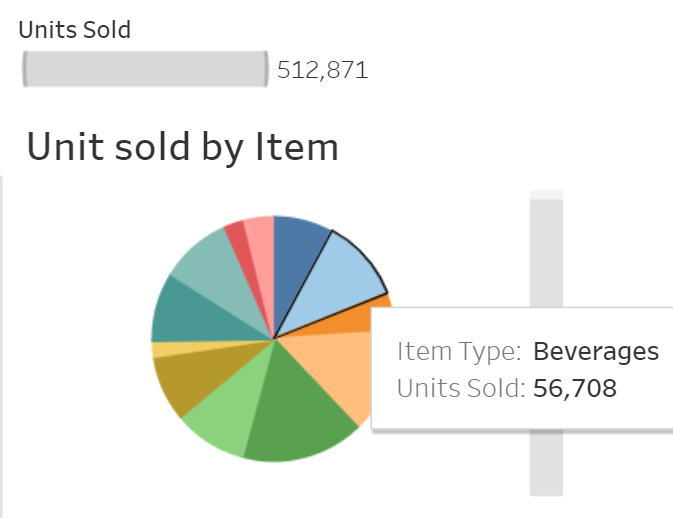 Units Sold
512,871
Unit sold by Item
Item Type: Beverages
Units Sold: 56,708